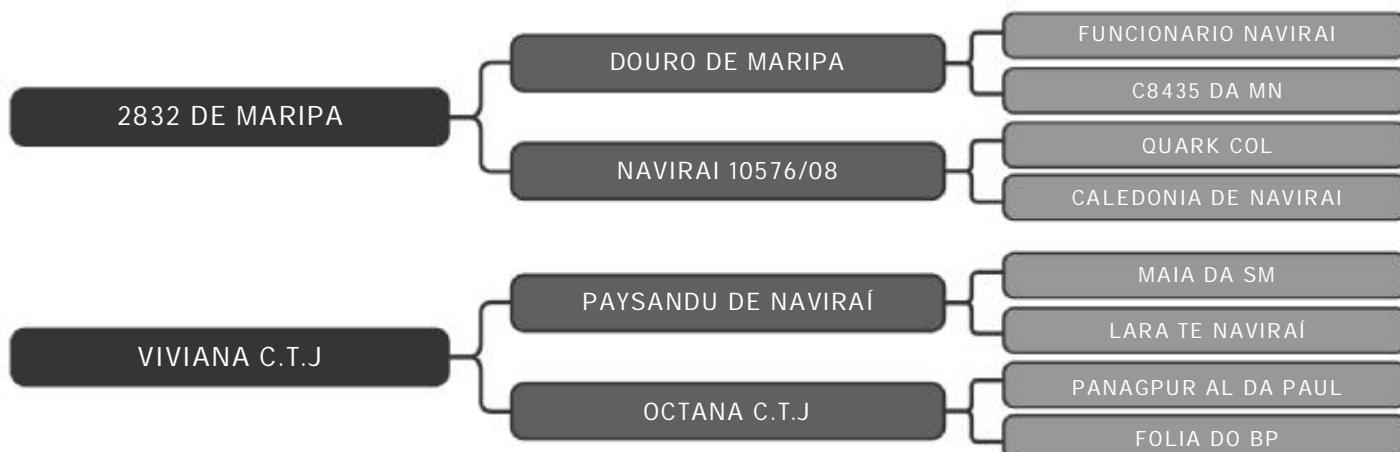 FUNCIONARIO NAVIRAI
DOURO DE MARIPA
C8435 DA MN
2832 DE MARIPA
QUARK COL
NAVIRAI 10576/08
CALEDONIA DE NAVIRAI
MAIA DA SM
PAYSANDU DE NAVIRAÍ
LARA TE NAVIRAÍ
VIVIANA C.T.J
PANAGPUR AL DA PAUL
OCTANA C.T.J
FOLIA DO BP